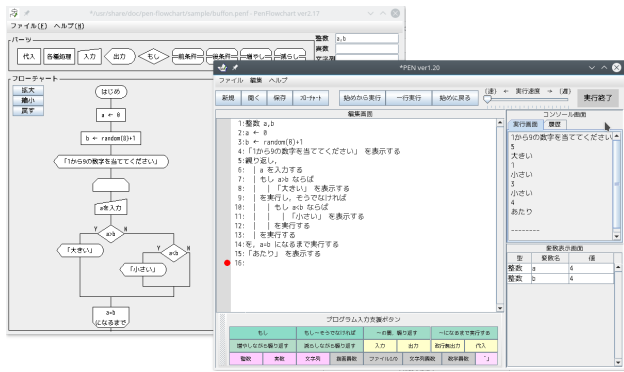 */usr/share/doc/pen-flowchart/sample/buffon.penf - PenFlowchart ver2.17
ファイル(F) ヘルプ(H)
パーツ
代入 各種処理 入力 出力 もし 前条件 後条件 増やし 減らし
整数 a,b
実数
文字列
フローチャート
拡大
縮小
戻す
はじめ
a ← 0
b ← random(8)+1
「1から9の数字を当ててください」
aを入力
Y a>b N
「大きい」
Y a<b N
「小さい」
a=b
になるまで
*PEN ver1.20
ファイル 編集 ヘルプ
新規 開く 保存 フローチャート 始めから実行 一行実行 始めに戻る
(速) ← 実行速度 → (遅)
実行終了
編集画面
1:整数 a,b
2:a ← 0
3:b ← random(8)+1
4:「1から9の数字を当ててください」 を表示する
5:繰り返し,
6: | a を入力する
7: | もし a>b ならば
8: | | 「大きい」 を表示する
9: | を実行し,そうでなければ
10: | | もし a<b ならば
11: | | | 「小さい」 を表示する
12: | | を実行する
13: | を実行する
14:を, a=b になるまで実行する
15:「あたり」 を表示する
16:
コンソール画面
実行画面 履歴
1から9の数字を当ててください
5
大きい
1
小さい
3
小さい
4
あたり
--------
変数表示画面
型 変数名 値
整数 a 4
整数 b 4
プログラム入力支援ボタン
もし もし〜そうでなければ 〜の間, 繰り返す 〜になるまで実行する
増やしながら繰り返す 減らしながら繰り返す 入力 出力 改行無出力 代入
整数 実数 文字列 描画関数 ファイルI/O 文字列関数 数学関数 「」